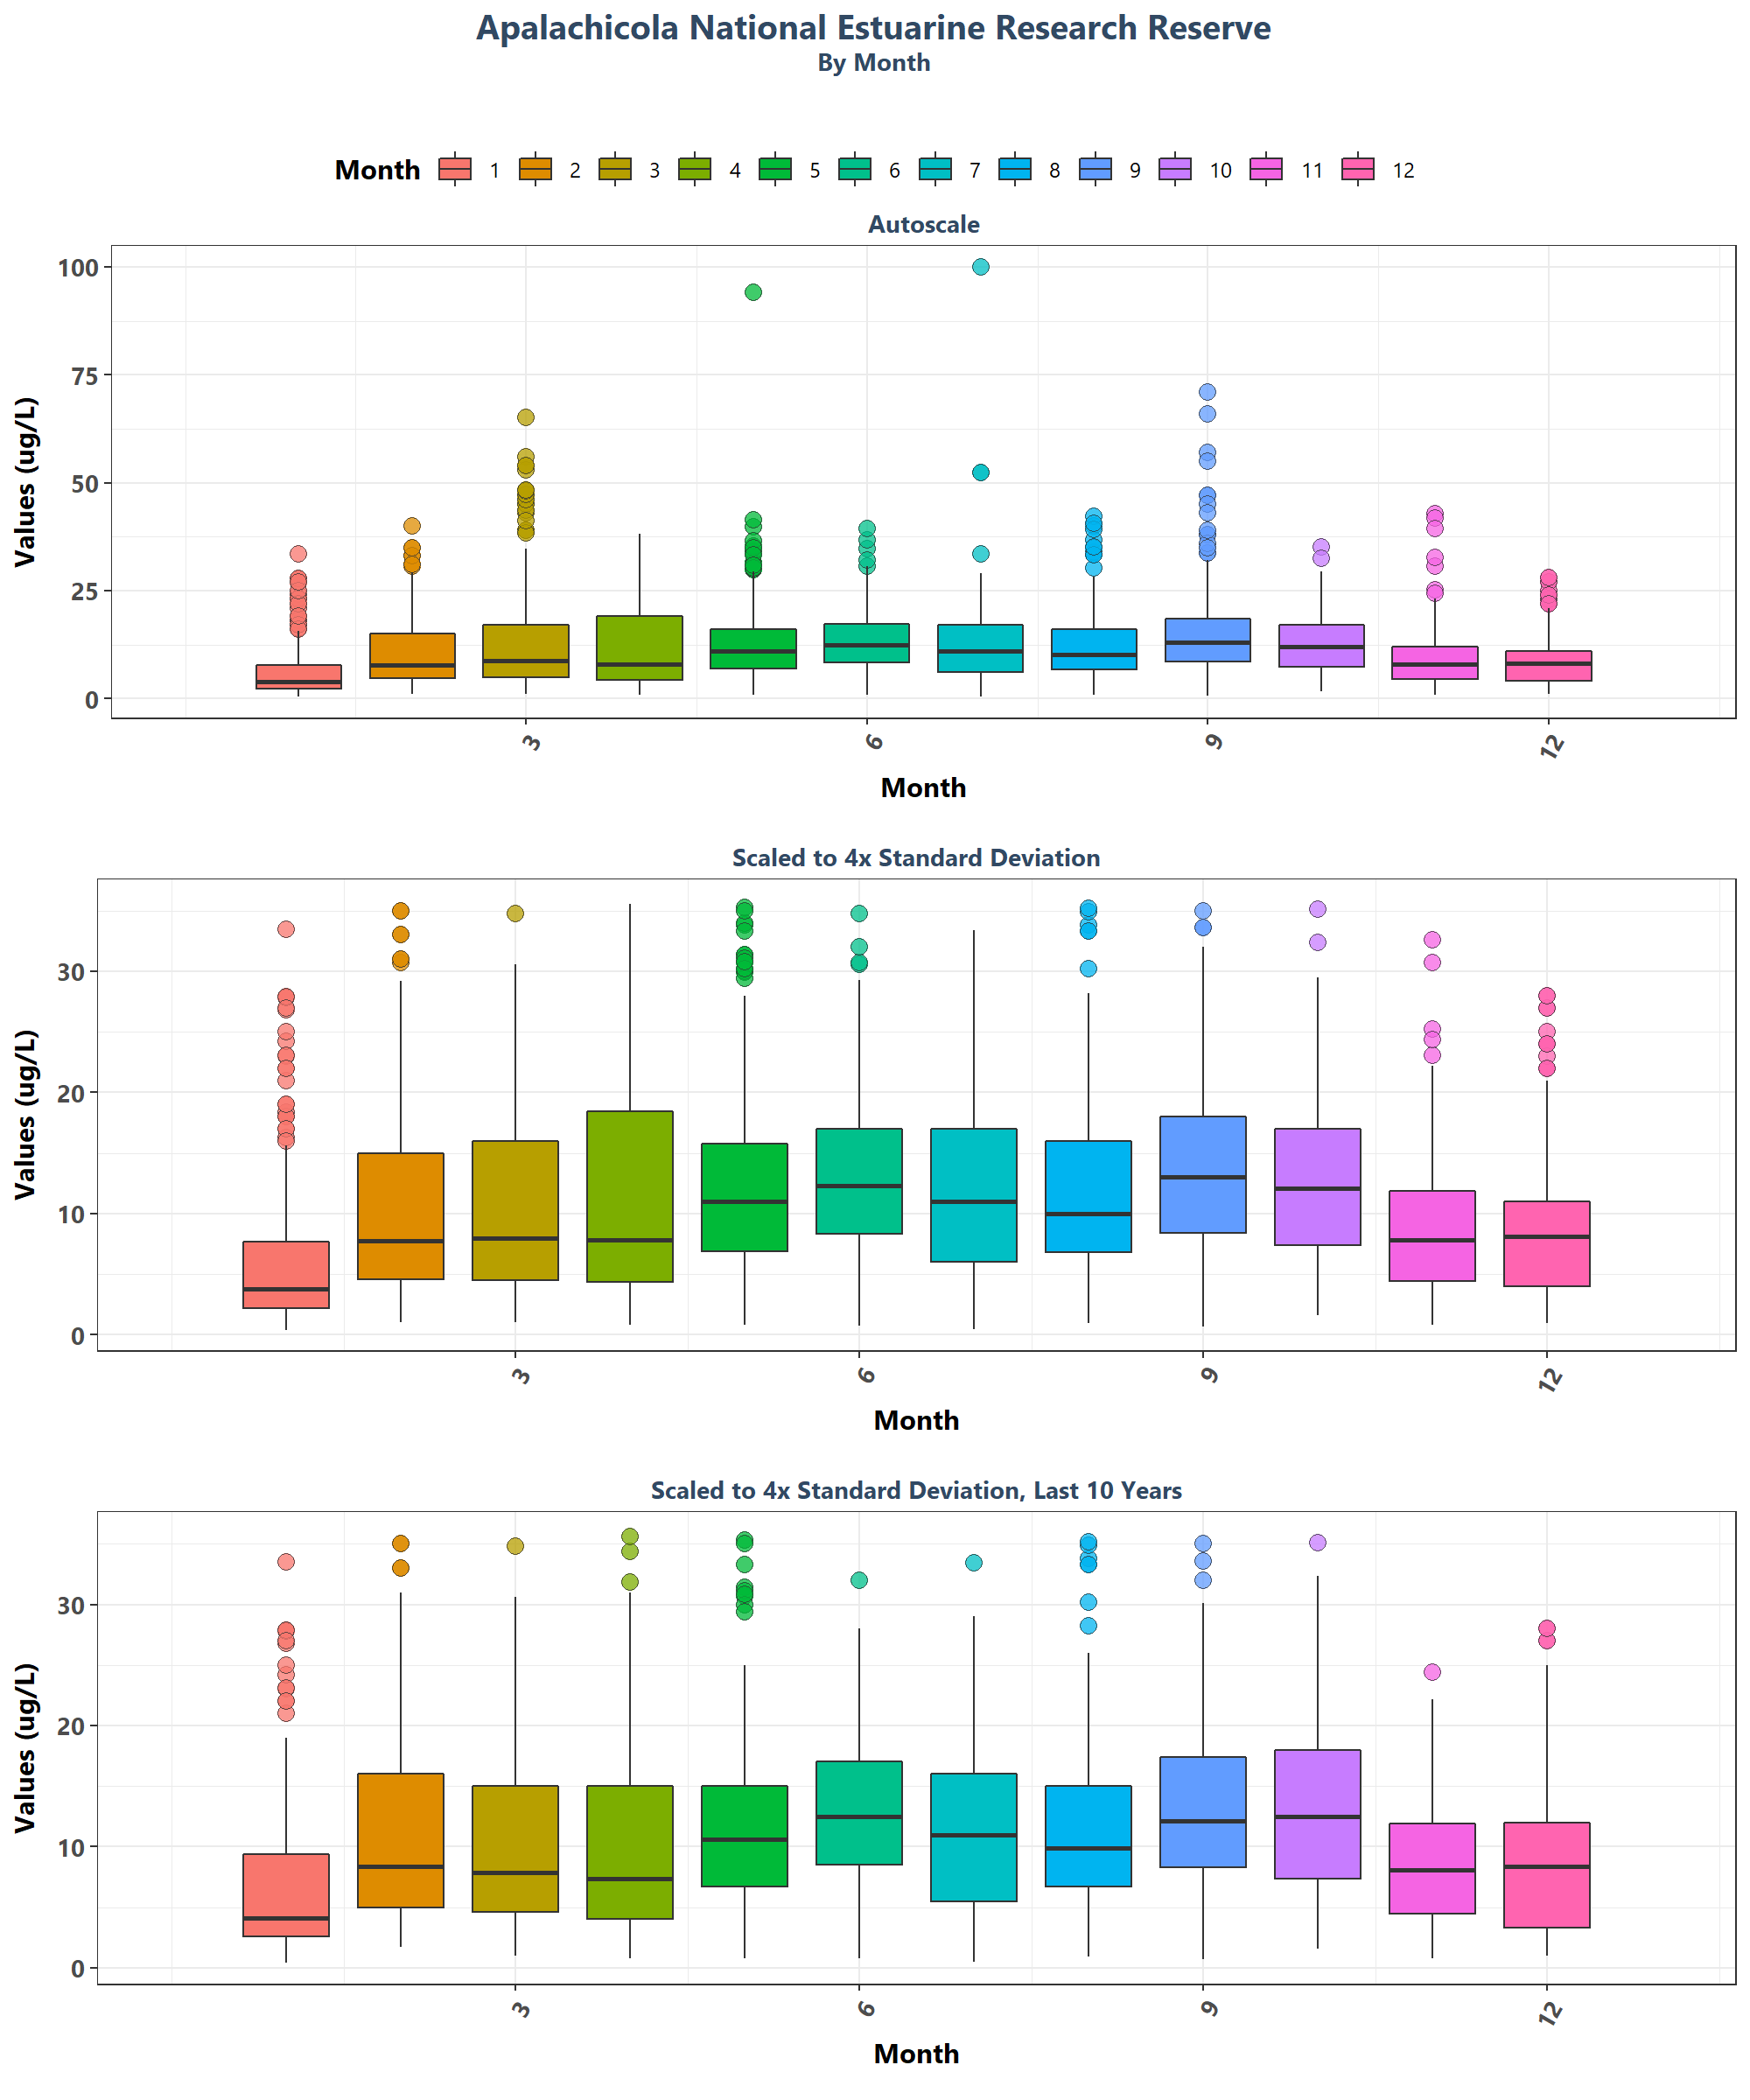 Apalachicola National Estuarine Research Reserve
By Month
Month 1 2 3 4 5 6 7 8 9 10 11 12
Autoscale
Values (ug/L)
100
75
50
25
0
3 6 9 12
Month
Scaled to 4x Standard Deviation
Values (ug/L)
30
20
10
0
3 6 9 12
Month
Scaled to 4x Standard Deviation, Last 10 Years
Values (ug/L)
30
20
10
0
3 6 9 12
Month